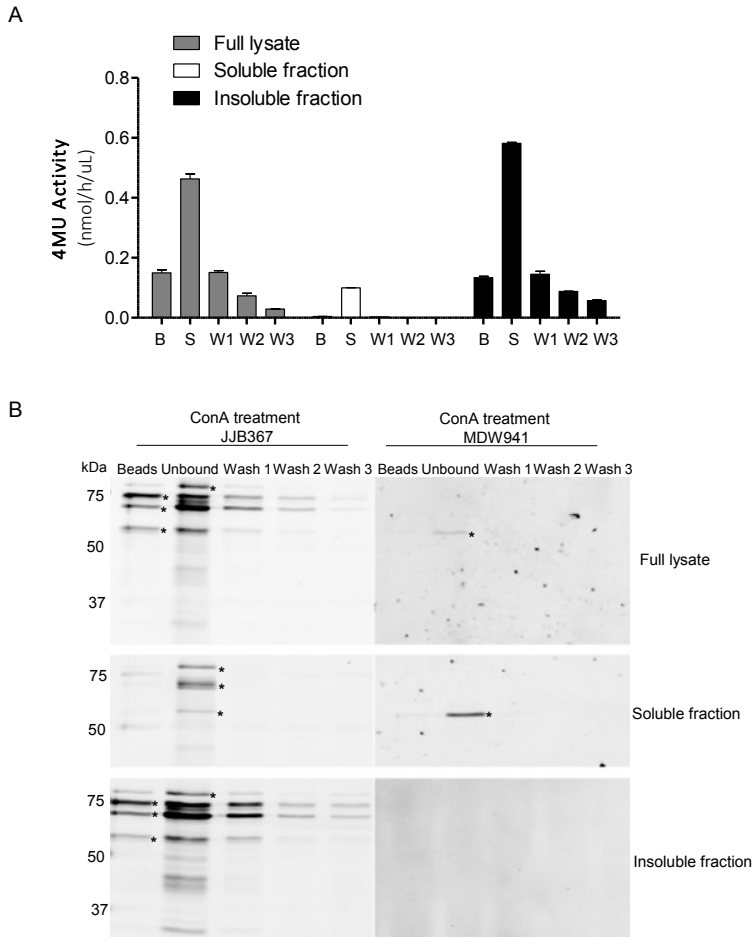 A
Full lysate
Soluble fraction
Insoluble fraction
4MU Activity
(nmol/h/uL)
0.8
0.6
0.4
0.2
0.0
B S W1 W2 W3 B S W1 W2 W3 B S W1 W2 W3
B
ConA treatment
JJB367
ConA treatment
MDW941
kDa Beads Unbound Wash 1 Wash 2 Wash 3 Beads Unbound Wash 1 Wash 2 Wash 3
75 * *
*
* *
50
37
Full lysate
75 *
*
* *
50
Soluble fraction
75 * *
*
*
50
37
Insoluble fraction